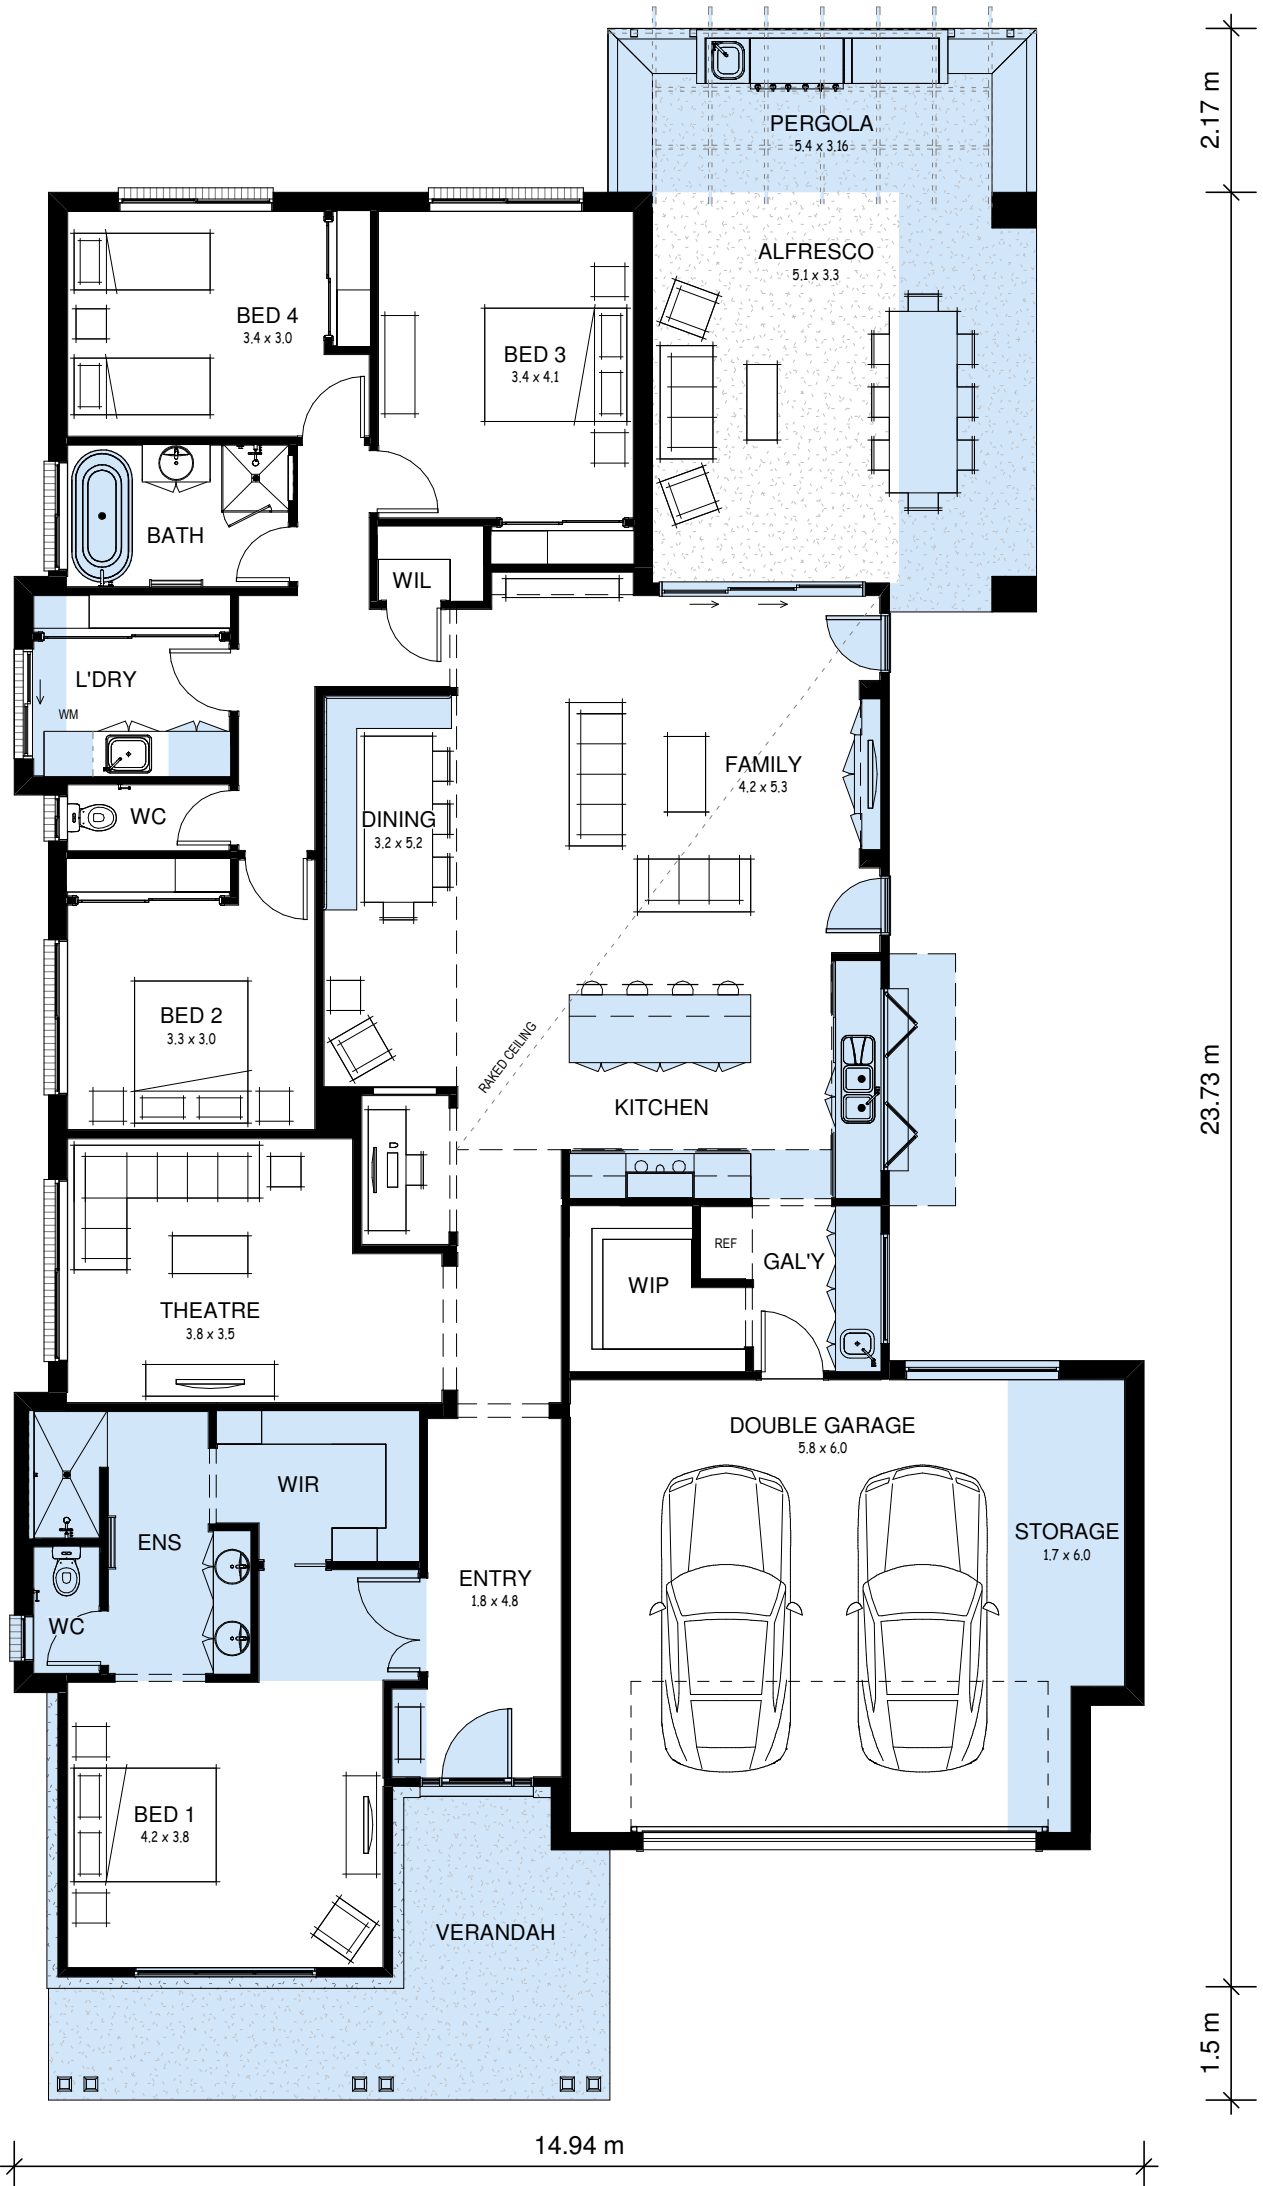 2.17 m
PERGOLA
5.4 x 3.16
ALFRESCO
5.1 x 3.3
BED 4
3.4 x 3.0
BED 3
3.4 x 4.1
BATH
WIL
L'DRY
WM
WC
FAMILY
4.2 x 5.3
DINING
3.2 x 5.2
BED 2
3.3 x 3.0
RAKED CEILING
KITCHEN
23.73 m
REF
GAL'Y
WIP
THEATRE
3.8 x 3.5
DOUBLE GARAGE
5.8 x 6.0
WIR
ENS
STORAGE
1.7 x 6.0
ENTRY
1.8 x 4.8
WC
BED 1
4.2 x 3.8
VERANDAH
1.5 m
14.94 m